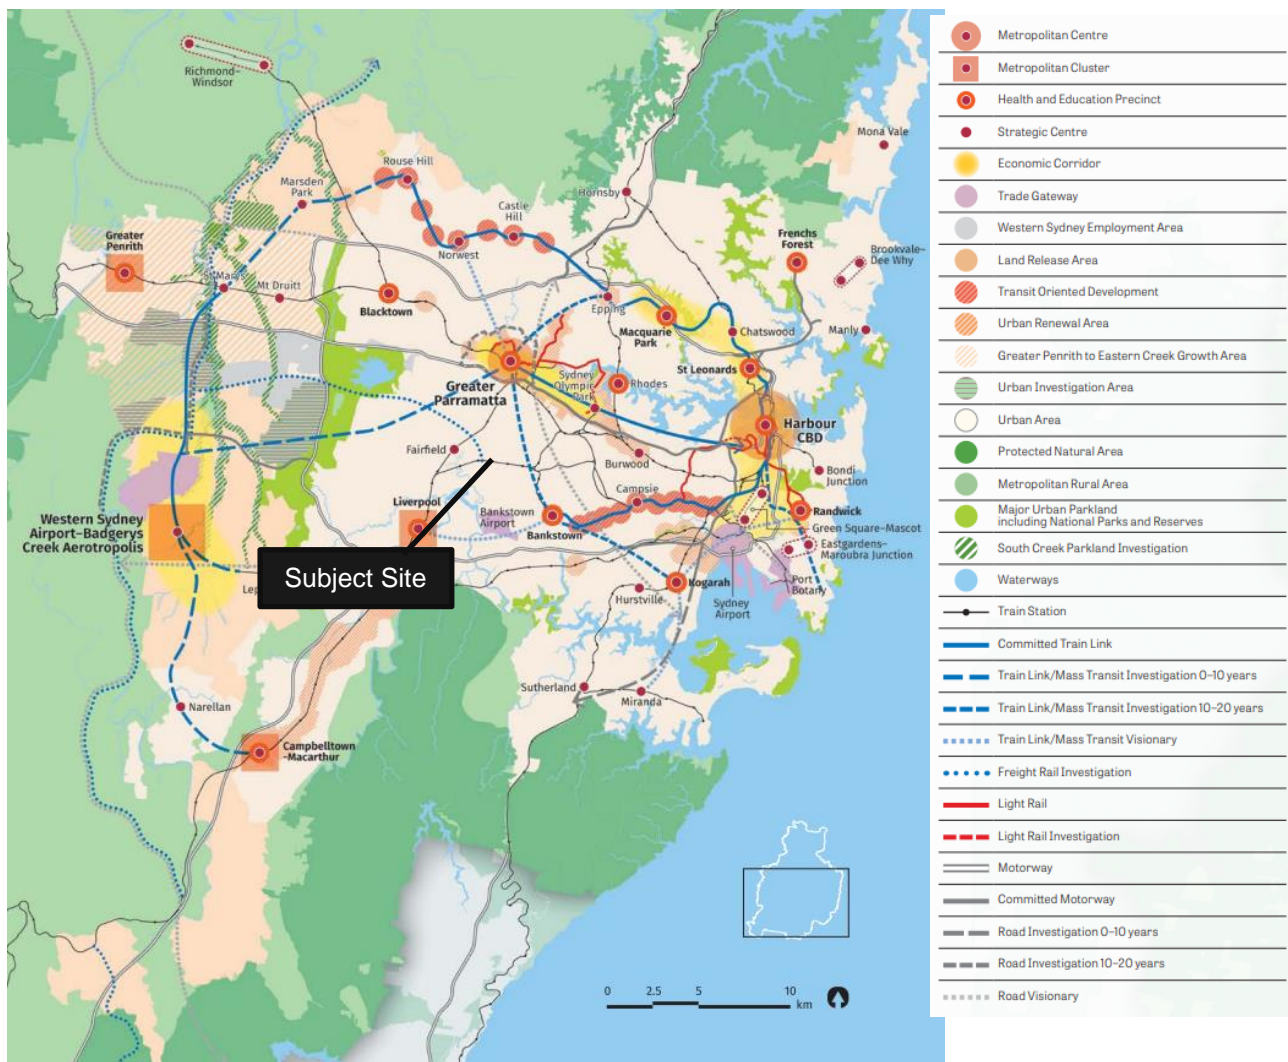 Richmond–
Windsor
Mona Vale
Rouse Hill
Marsden
Park
Hornsby
Castle
Hill
Greater
Penrith
Frenchs
Forest
Brookvale–
Dee Why
Norwest
St Marys
Mt Druitt
Blacktown
Epping
Macquarie
Park
Chatswood
Manly
St Leonards
Greater
Parramatta
Sydney
Olympic
Park
Rhodes
Harbour
CBD
Fairfield
Burwood
Bondi
Junction
Liverpool
Campsie
Bankstown
Airport
Bankstown
Randwick
Green Square–Mascot
Eastgardens–
Maroubra Junction
Western Sydney
Airport–Badgerys
Creek Aerotropolis
Subject Site
Lep
Kogarah
Hurstville
Sydney
Airport
Port
Botany
Sutherland
Miranda
Narellan
Campbelltown
-Macarthur
0 2.5 5 10
km
Metropolitan Centre
Metropolitan Cluster
Health and Education Precinct
Strategic Centre
Economic Corridor
Trade Gateway
Western Sydney Employment Area
Land Release Area
Transit Oriented Development
Urban Renewal Area
Greater Penrith to Eastern Creek Growth Area
Urban Investigation Area
Urban Area
Protected Natural Area
Metropolitan Rural Area
Major Urban Parkland
including National Parks and Reserves
South Creek Parkland Investigation
Waterways
Train Station
Committed Train Link
Train Link/Mass Transit Investigation 0–10 years
Train Link/Mass Transit Investigation 10–20 years
Train Link/Mass Transit Visionary
Freight Rail Investigation
Light Rail
Light Rail Investigation
Motorway
Committed Motorway
Road Investigation 0–10 years
Road Investigation 10–20 years
Road Visionary